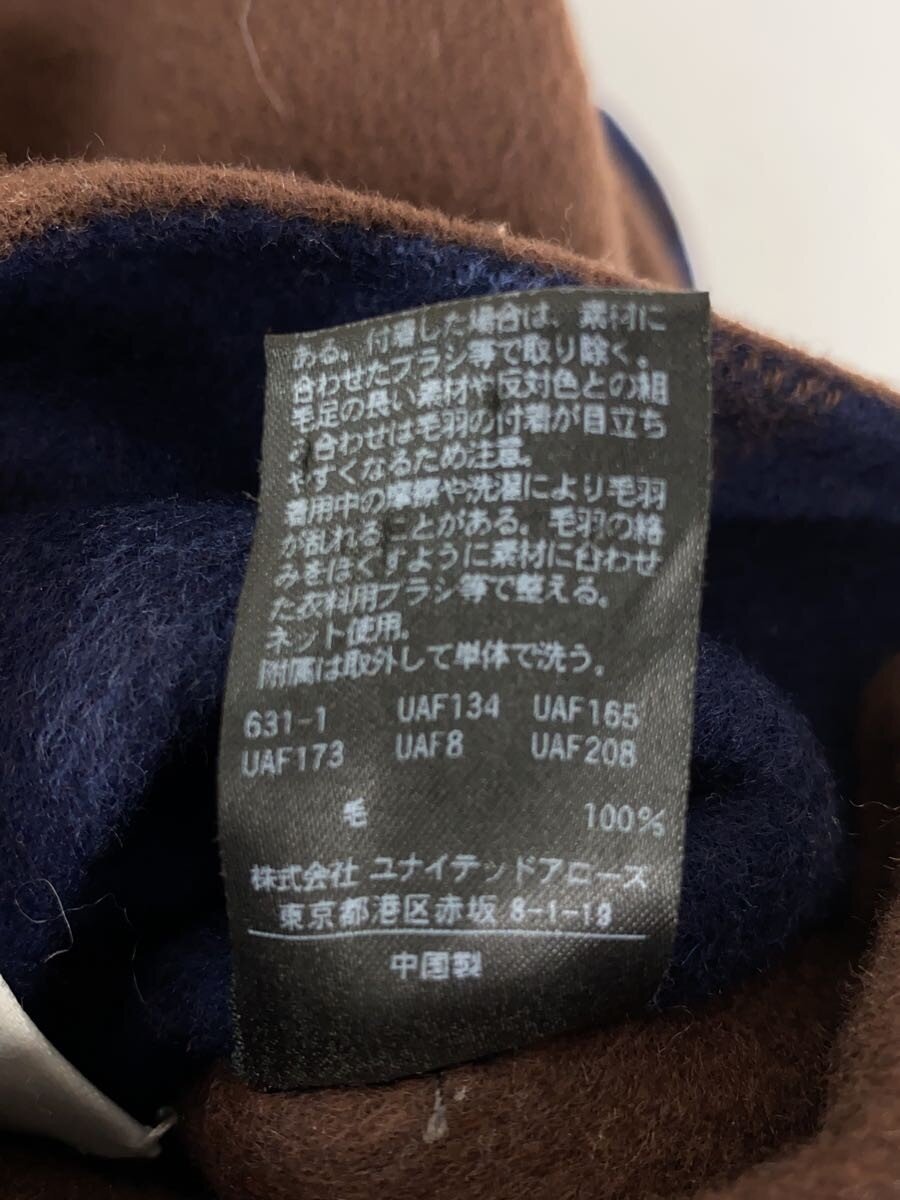 ある。付着した場合は、素材に
合わせたブラシ等で取り除く。
毛足の長い素材や反対色との組
み合わせは毛羽の付着が目立ち
やすくなるため注意。
着用中の摩擦や洗濯により毛羽
が乱れることがある。毛羽の絡
みをほぐすように素材に合わせ
た衣料用ブラシ等で整える。
ネット使用。
附属は取外して単体で洗う。
631-1 UAF134 UAF165
UAF173 UAF8 UAF208
毛 100%
株式会社 ユナイテッドアローズ
東京都港区赤坂 8-1-19
中国製